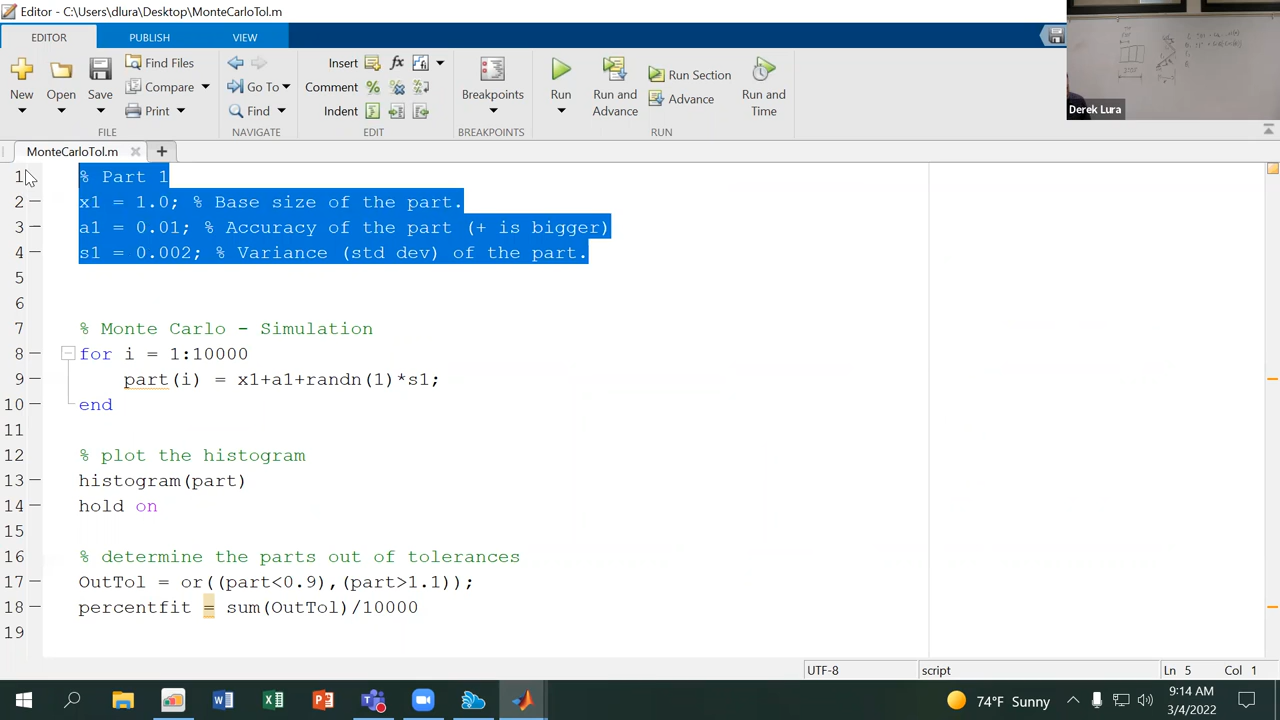 Editor - C:\Users\dlura\Desktop\MonteCarloTol.m
EDITOR PUBLISH VIEW
New Open Save Find Files Compare Print
Go To Find
Insert Comment Indent
Breakpoints
Run Run and Advance Run Section Advance Run and Time
FILE NAVIGATE EDIT BREAKPOINTS RUN
Derek Lura
MonteCarloTol.m
1 % Part 1
2 x1 = 1.0; % Base size of the part.
3 a1 = 0.01; % Accuracy of the part (+ is bigger)
4 s1 = 0.002; % Variance (std dev) of the part.
5
6
7 % Monte Carlo - Simulation
8 for i = 1:10000
9 part(i) = x1+a1+randn(1)*s1;
10 end
11
12 % plot the histogram
13 histogram(part)
14 hold on
15
16 % determine the parts out of tolerances
17 OutTol = or((part<0.9),(part>1.1));
18 percentfit = sum(OutTol)/10000
19
UTF-8 script Ln 5 Col 1
74°F Sunny 9:14 AM
3/4/2022